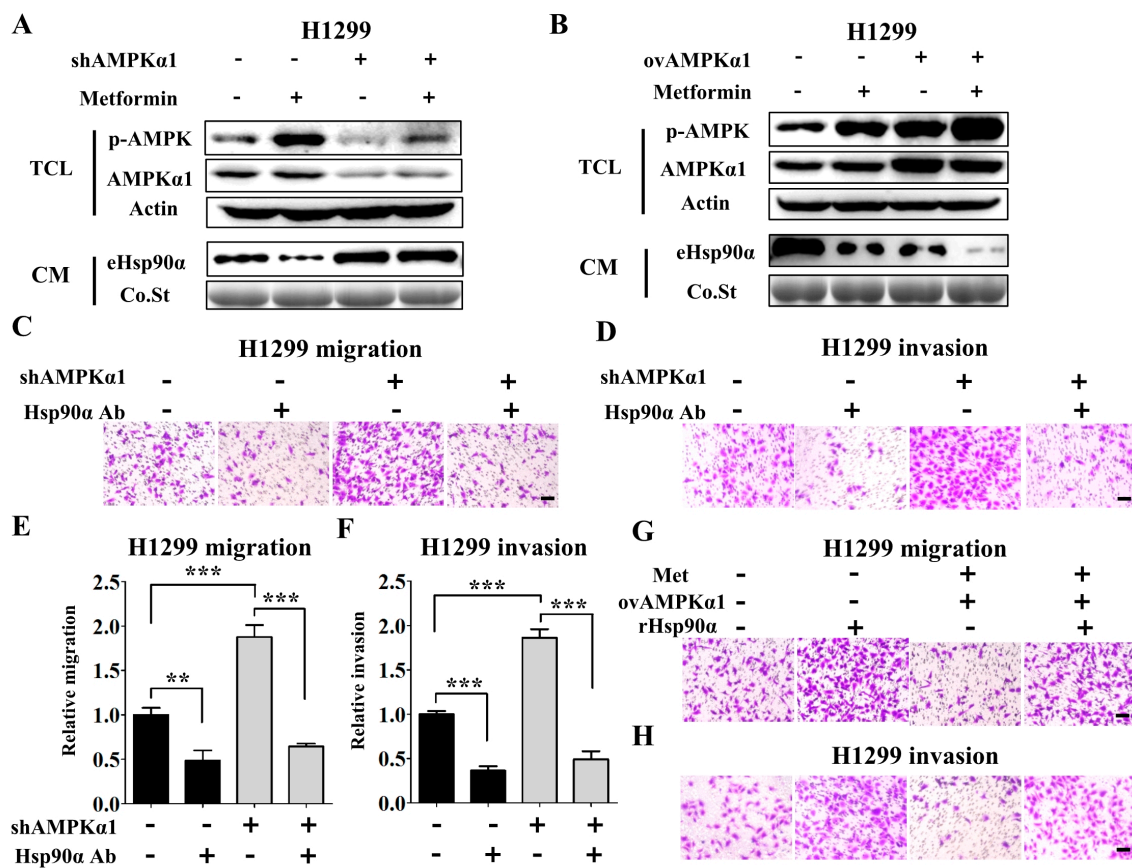 A
H1299
shAMPKα1 - - + +
Metformin - + - +
TCL
p-AMPK
AMPKα1
Actin
CM
eHsp90α
Co.St
B
H1299
ovAMPKα1 - - + +
Metformin - + - +
TCL
p-AMPK
AMPKα1
Actin
CM
eHsp90α
Co.St
C
H1299 migration
shAMPKα1 - - + +
Hsp90α Ab - + - +
D
H1299 invasion
shAMPKα1 - - + +
Hsp90α Ab - + - +
E
H1299 migration
Relative migration
2.5
2.0
1.5
1.0
0.5
0.0
***
***
**
shAMPKα1 - - + +
Hsp90α Ab - + - +
F
H1299 invasion
Relative invasion
2.5
2.0
1.5
1.0
0.5
0.0
***
***
***
- - + +
- + - +
G
H1299 migration
Met - - + +
ovAMPKα1 - - + +
rHsp90α - + - +
H
H1299 invasion